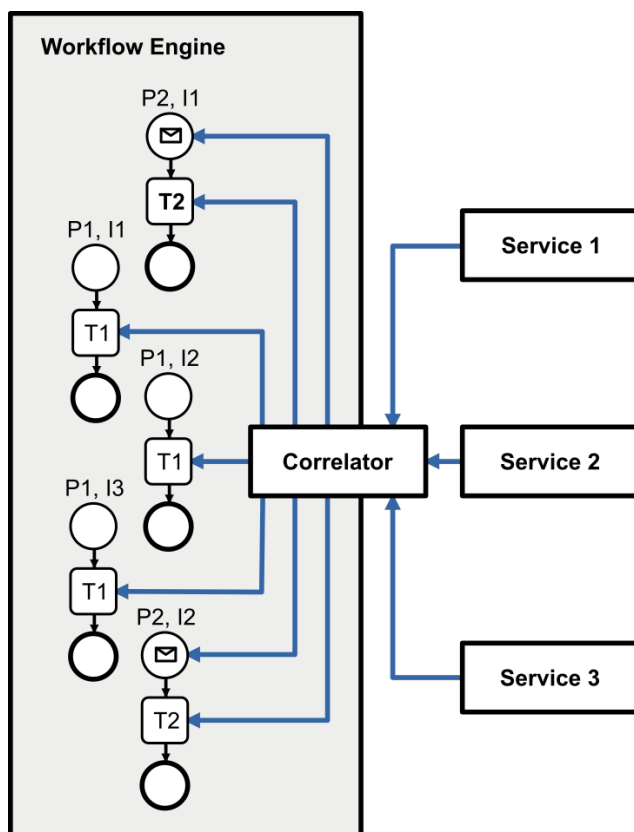 Workflow Engine
P2, I1
T2
P1, I1
T1
P1, I2
T1
P1, I3
T1
P2, I2
T2
Correlator
Service 1
Service 2
Service 3